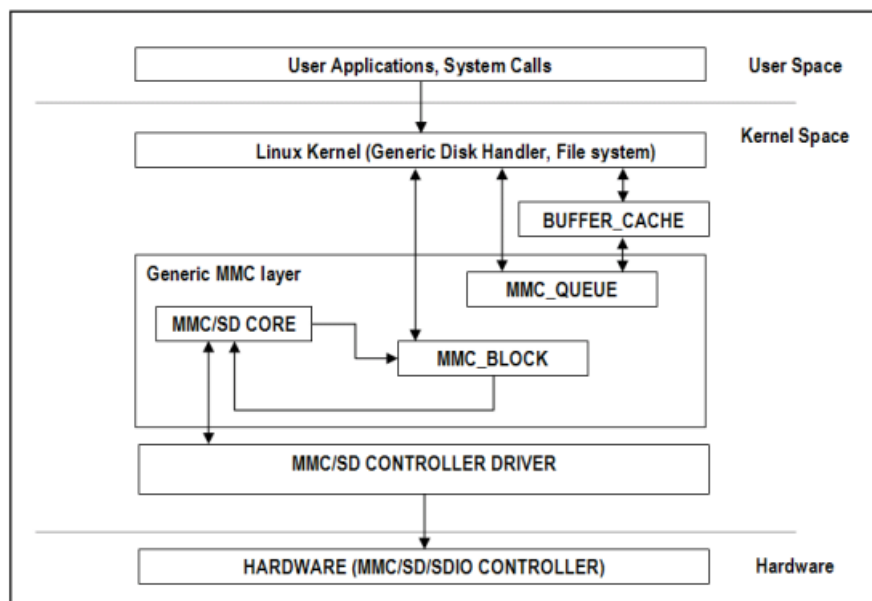 User Applications, System Calls
User Space
Linux Kernel (Generic Disk Handler, File system)
Kernel Space
BUFFER_CACHE
Generic MMC layer
MMC_QUEUE
MMC/SD CORE
MMC_BLOCK
MMC/SD CONTROLLER DRIVER
HARDWARE (MMC/SD/SDIO CONTROLLER)
Hardware